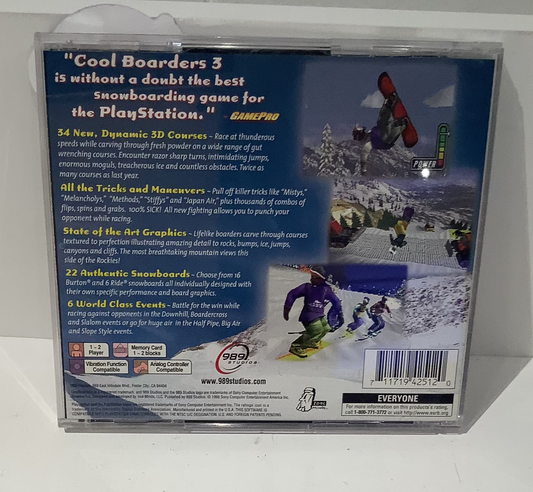 "Cool Boarders 3
is without a doubt the best
snowboarding game for
the PlayStation." - GAMEPRO
34 New, Dynamic 3D Courses – Race at thunderous
speeds while carving through fresh powder on a wide range of gut
wrenching courses. Encounter razor sharp turns, intimidating jumps,
enormous moguls, treacherous ice and countless obstacles. Twice as
many courses as last year.
All the Tricks and Maneuvers – Pull off killer tricks like "Mistys,"
"Melancholys," "Methods," "Stiffys" and "Japan Air," plus thousands of combos of
flips, spins and grabs. 100% SICK! All new fighting allows you to punch your
opponent while racing.
State of the Art Graphics – Lifelike boarders carve through courses
textured to perfection illustrating amazing detail to rocks, bumps, ice, jumps,
canyons and cliffs. The most breathtaking mountain views this
side of the Rockies!
22 Authentic Snowboards – Choose from 16
Burton® and 6 Ride® snowboards all individually designed with
their own specific performance and board graphics.
6 World Class Events – Battle for the win while
racing against opponents in the Downhill, Boardercross
and Slalom events or go for huge air in the Half Pipe, Big Air
and Slope Style events.
POWER
1 - 2
Player
Memory Card
1 - 2 blocks
Vibration Function
Compatible
Analog Controller
Compatible
989
STUDIOS
www.989studios.com
7 11719 42512 0
EVERYONE
For more information on this product's rating,
call 1-800-771-3772 or visit http://www.esrb.org.